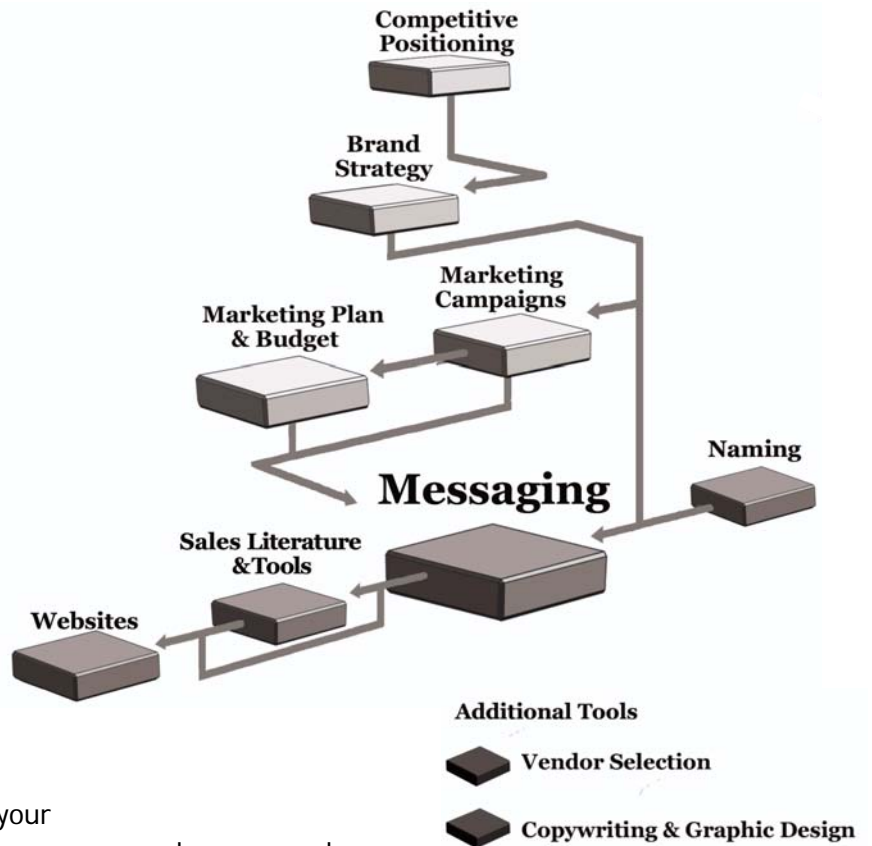 Competitive
Positioning
Brand
Strategy
Marketing
Campaigns
Marketing Plan
& Budget
Naming
Messaging
Sales Literature
&Tools
Websites
Additional Tools
Vendor Selection
your
Copywriting & Graphic Design